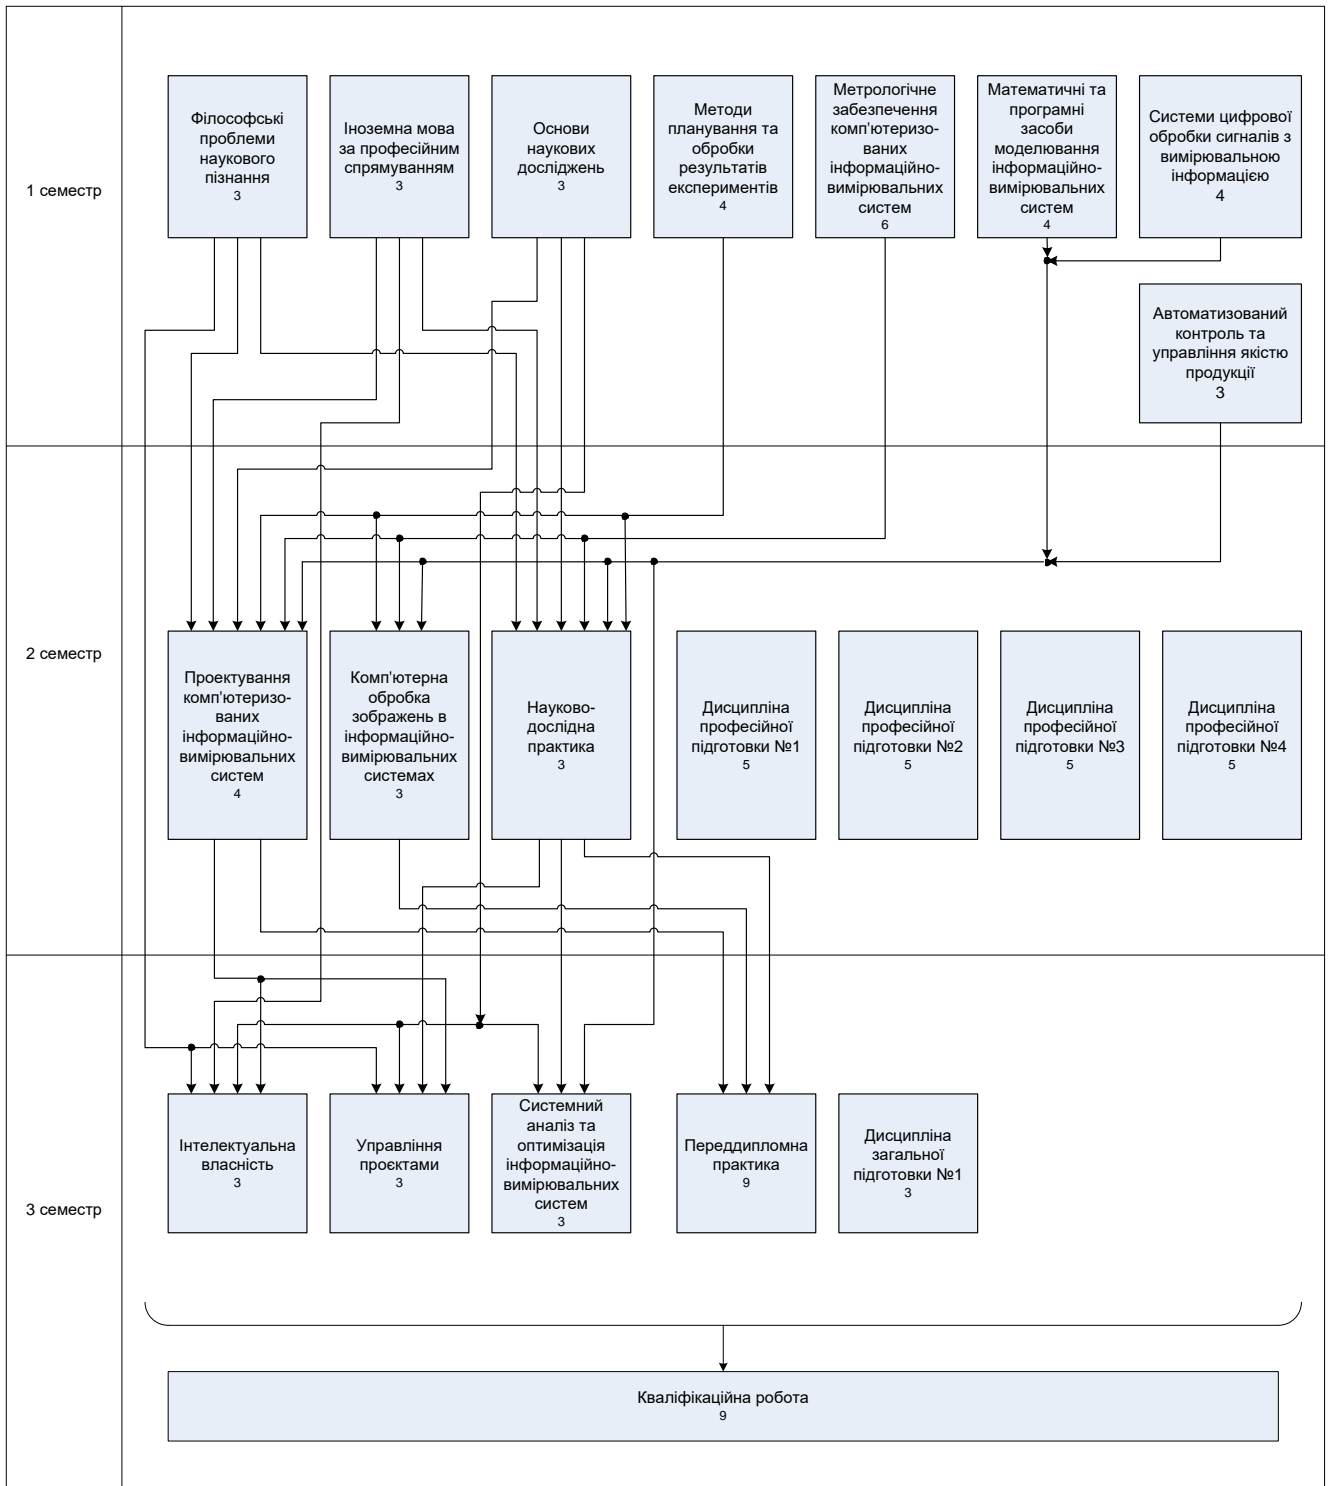 1 семестр
Філософські
проблеми
наукового
пізнання
3
Іноземна мова
за професійним
спрямуванням
3
Основи
наукових
досліджень
3
Методи
планування та
обробки
результатів
експериментів
4
Метрологічне
забезпечення
комп'ютеризо-
ваних
інформаційно-
вимірювальних
систем
6
Математичні та
програмні
засоби
моделювання
інформаційно-
вимірювальних
систем
4
Системи цифрової
обробки сигналів з
вимірювальною
інформацією
4
Автоматизований
контроль та
управління якістю
продукції
3
2 семестр
Проектування
комп'ютеризо-
ваних
інформаційно-
вимірювальних
систем
4
Комп'ютерна
обробка
зображень в
інформаційно-
вимірювальних
системах
3
Науково-
дослідна
практика
3
Дисципліна
професійної
підготовки №1
5
Дисципліна
професійної
підготовки №2
5
Дисципліна
професійної
підготовки №3
5
Дисципліна
професійної
підготовки №4
5
3 семестр
Інтелектуальна
власність
3
Управління
проєктами
3
Системний
аналіз та
оптимізація
інформаційно-
вимірювальних
систем
3
Переддипломна
практика
9
Дисципліна
загальної
підготовки №1
3
Кваліфікаційна робота
9